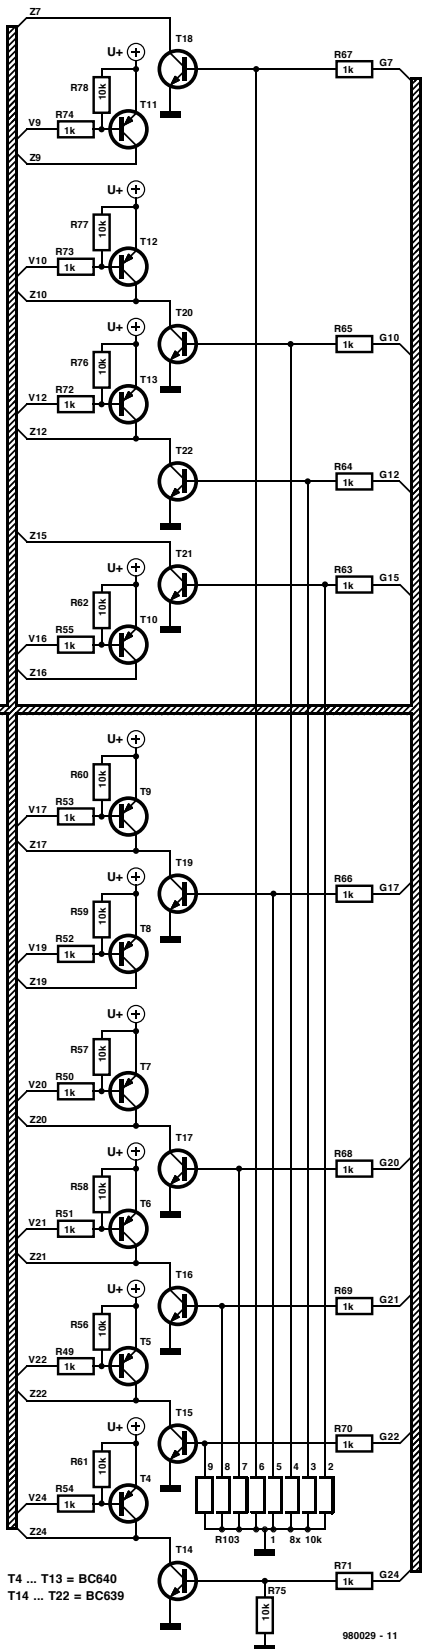 Z7
T18
U+
R67
G7
1k
R78
10k
T11
R74
V9
1k
Z9
U+
R77
10k
T12
R73
V10
1k
Z10
T20
U+
R65
G10
1k
R76
10k
T13
R72
V12
1k
Z12
T22
R64
G12
1k
Z15
T21
U+
R63
G15
1k
R62
10k
T10
R55
V16
1k
Z16
U+
R60
10k
T9
R53
V17
1k
Z17
T19
U+
R66
G17
1k
R59
10k
T8
R52
V19
1k
Z19
U+
R57
10k
T7
R50
V20
1k
Z20
T17
U+
R68
G20
1k
R58
10k
T6
R51
V21
1k
Z21
T16
U+
R69
G21
1k
R56
10k
T5
R49
V22
1k
Z22
T15
U+
R70
G22
1k
R61
10k
T4
9 8 7 6 5 4 3 2
R54
V24
1k
Z24
R103 1 8x 10k
T14
R71
G24
1k
T4 ... T13 = BC640
T14 ... T22 = BC639
R75
10k
980029 - 11